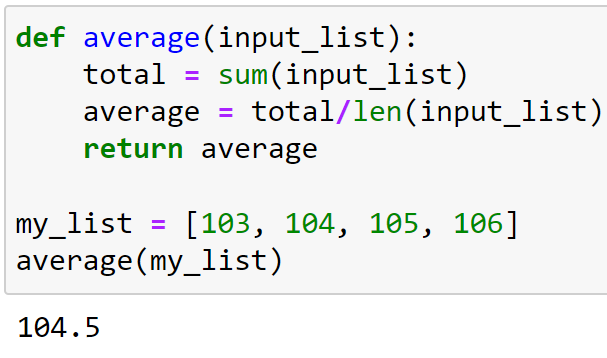 def average(input_list):
    total = sum(input_list)
    average = total/len(input_list)
    return average

my_list = [103, 104, 105, 106]
average(my_list)
104.5